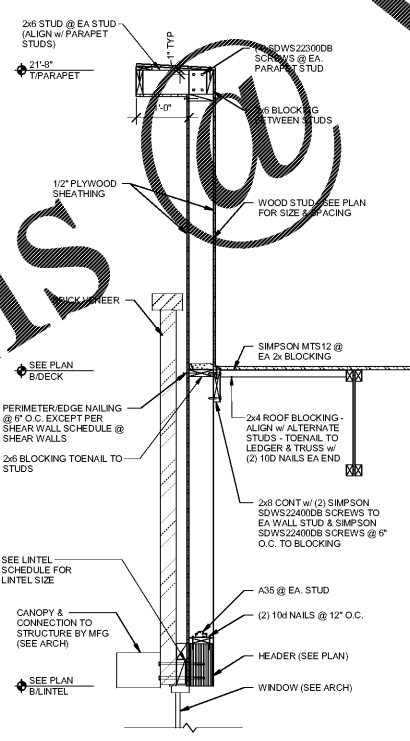 2x6 STUD @ EA STUD
(ALIGN w/ PARAPET
STUDS)
1" TYP
SDWS22300DB
SCREWS @ EA.
PARAPET STUD
21'-8"
T/PARAPET
BLOCKING
BETWEEN STUDS
1/2" PLYWOOD
SHEATHING
WOOD STUD - SEE PLAN
FOR SIZE & SPACING
VENEER
SIMPSON MTS12 @
EA 2x BLOCKING
SEE PLAN
B/DECK
PERIMETER/EDGE NAILING
@ 6" O.C. EXCEPT PER
SHEAR WALL SCHEDULE @
SHEAR WALLS
2x4 ROOF BLOCKING -
ALIGN w/ ALTERNATE
STUDS - TOENAIL TO
LEDGER & TRUSS w/
(2) 10D NAILS EA END
2x6 BLOCKING TOENAIL TO
STUDS
2x8 CONT w/ (2) SIMPSON
SDWS22400DB SCREWS TO
EA WALL STUD & SIMPSON
SDWS22400DB SCREWS @ 6"
O.C. TO BLOCKING
SEE LINTEL
SCHEDULE FOR
LINTEL SIZE
A35 @ EA. STUD
(2) 10d NAILS @ 12" O.C.
CANOPY &
CONNECTION TO
STRUCTURE BY MFG
(SEE ARCH)
HEADER (SEE PLAN)
SEE PLAN
B/LINTEL
WINDOW (SEE ARCH)
ns @